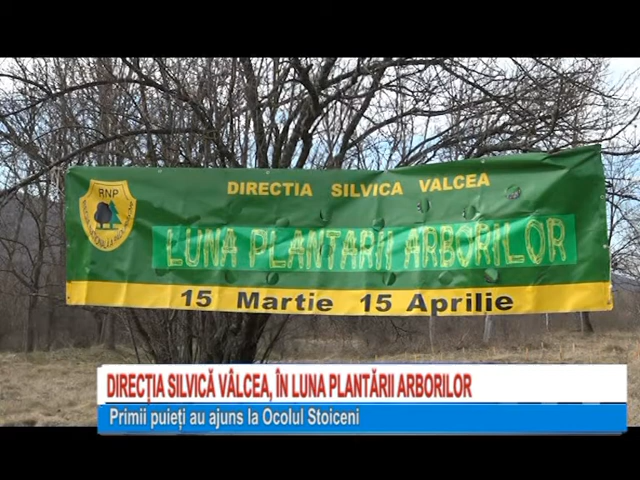 RNP
DIRECTIA SILVICA VALCEA
LUNA PLANTARII ARBORILOR
15 Martie 15 Aprilie
DIRECȚIA SILVICĂ VÂLCEA, ÎN LUNA PLANTĂRII ARBORILOR
Primii puieți au ajuns la Ocolul Stoiceni